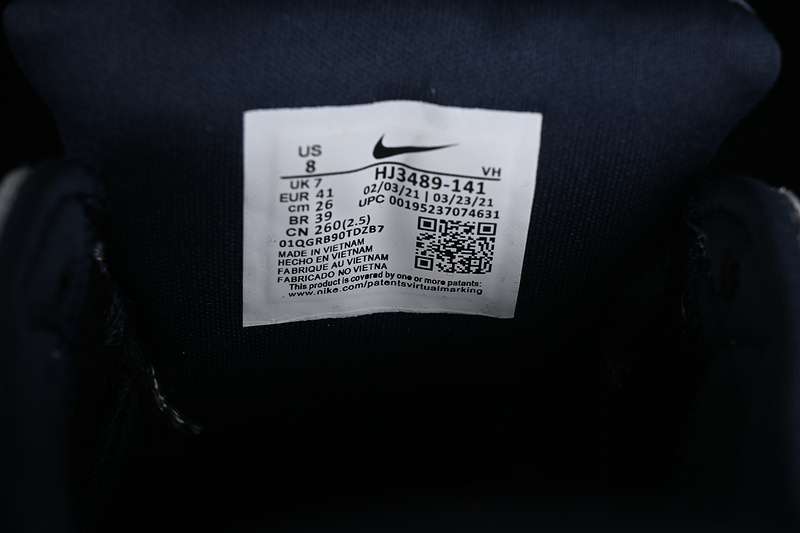 US
8
UK 7
EUR 41
cm 26
BR 39
CN 260(2.5)
01QGRB90TDZB7
VH
HJ3489-141
02/03/21 | 03/23/21
UPC 00195237074631
MADE IN VIETNAM
HECHO EN VIETNAM
FABRIQUE AU VIETNAM
FABRICADO NO VIETNA
This product is covered by one or more patents:
www.nike.com/patentsvirtualmarking